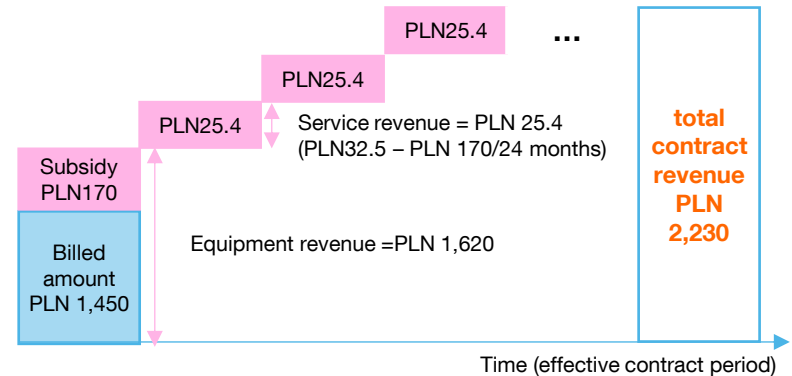 PLN25.4
...
PLN25.4
PLN25.4
Service revenue = PLN 25.4
(PLN32.5 – PLN 170/24 months)
total
contract
revenue
PLN
2,230
Subsidy
PLN170
Equipment revenue =PLN 1,620
Billed
amount
PLN 1,450
Time (effective contract period)